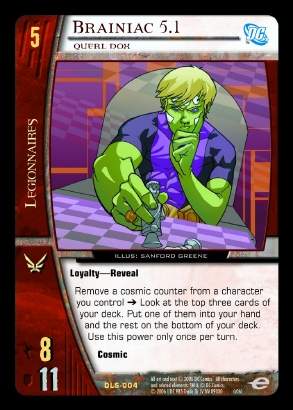 5
BRAINIAC 5.1
QUERL DOX
DC
LEGIONNAIRES
ILLUS: SANFORD GREENE
Loyalty—Reveal
Remove a cosmic counter from a character
you control ➔ Look at the top three cards of
your deck. Put one of them into your hand
and the rest on the bottom of your deck.
Use this power only once per turn.
Cosmic
8
11
DLS-004